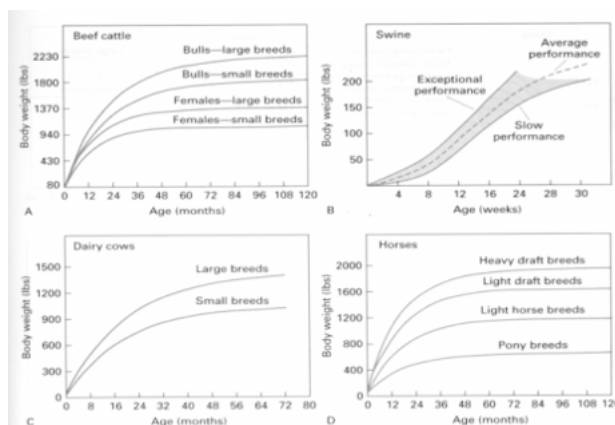 Beef cattle
Body weight (lbs)
2230
1800
1370
940
430
80
Bulls—large breeds
Bulls—small breeds
Females—large breeds
Females—small breeds
0 12 24 36 48 60 72 84 96 108 120
A
Age (months)
Swine
Body weight (lbs)
200
150
100
50
Average
performance
Exceptional
performance
Slow
performance
4 8 12 16 24 28 30
B
Age (weeks)
Dairy cows
Body weight (lbs)
1500
1200
900
600
300
0
Large breeds
Small breeds
0 8 16 24 32 40 48 56 64 72 80
C
Age (months)
Horses
Body weight (lbs)
2000
1600
1200
800
400
0
Heavy draft breeds
Light draft breeds
Light horse breeds
Pony breeds
0 12 24 36 48 60 72 84 96 108 120
D
Age (months)